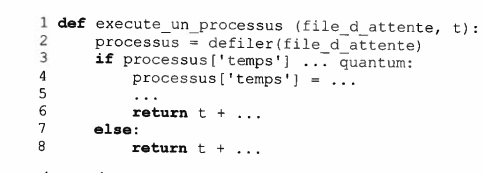 1 def execute_un_processus (file_d_attente, t):
2     processus = defiler(file_d_attente)
3     if processus['temps'] ... quantum:
4         processus['temps'] = ...
5         ...
6         return t + ...
7     else:
8         return t + ...